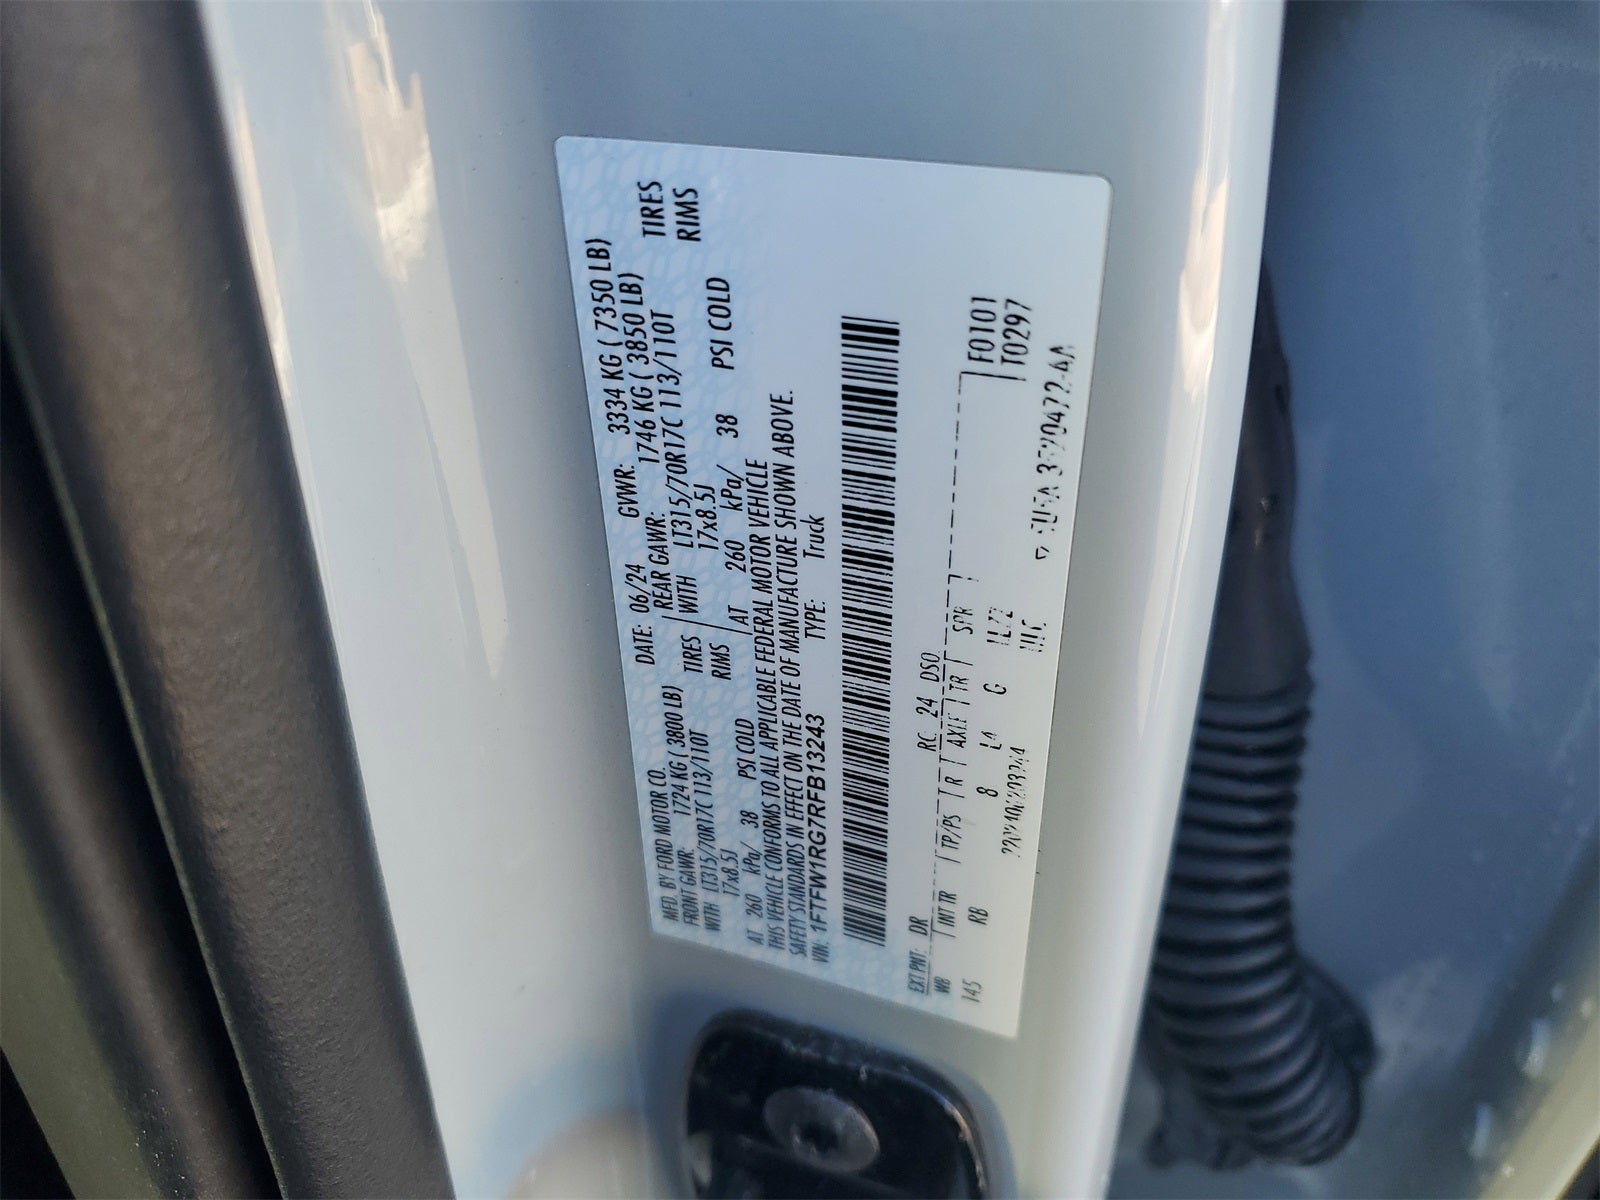 MFD. BY FORD MOTOR CO.
DATE: 06/24 GVWR: 3334 KG ( 7350 LB)
FRONT GAWR: 1724 KG ( 3800 LB) REAR GAWR: 1746 KG ( 3850 LB)
WITH LT315/70R17C 113/110T TIRES WITH LT315/70R17C 113/110T TIRES
17x8.5J RIMS 17x8.5J RIMS
AT 260 kPa/ 38 PSI COLD AT 260 kPa/ 38 PSI COLD
THIS VEHICLE CONFORMS TO ALL APPLICABLE FEDERAL MOTOR VEHICLE
SAFETY STANDARDS IN EFFECT ON THE DATE OF MANUFACTURE SHOWN ABOVE.
VIN: 1FTFW1RG7RFB13243 TYPE: Truck
EXT PNT: DR RC: 24 DSO:
F0101
WB INT TR TP/PS R AXLE TR SPR
T0297
145 RB 8 L4 G